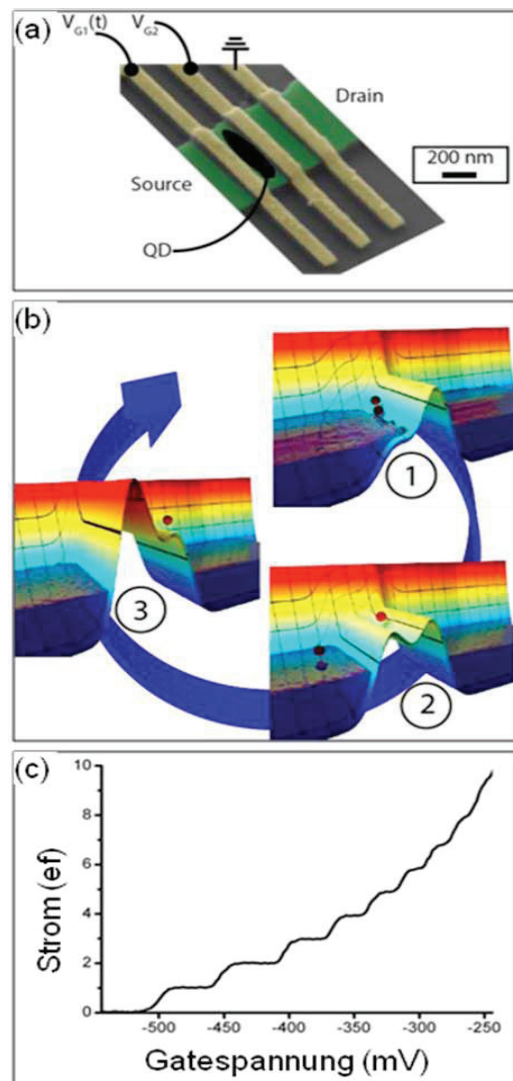 (a)
V_G1(t)
V_G2
Drain
200 nm
Source
QD
(b)
1
3
2
(c)
10
8
6
4
2
0
Strom (ef)
-500
-450
-400
-350
-300
-250
Gatespannung (mV)